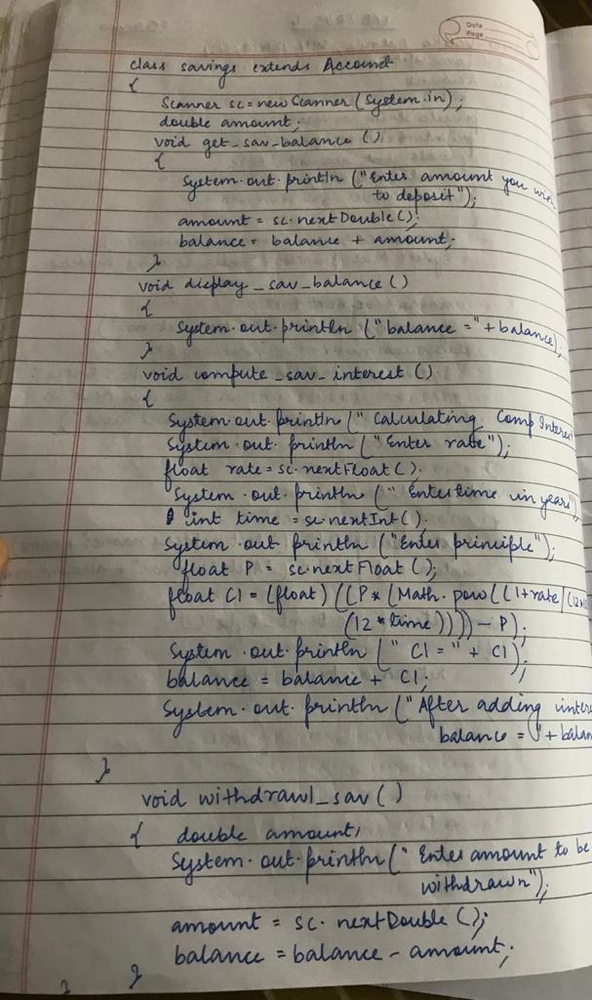 Date
Page
class savings extends Account
{
Scanner sc = new Scanner (System.in);
double amount;
void get_sav_balance ()
{
System.out.println ("Enter amount you
to deposit");
amount = sc.nextDouble();
balance = balance + amount;
}
void display_sav_balance ()
{
System.out.println ("balance = "+ balance);
}
void compute_sav_interest ()
{
System.out.println (" Calculating Comp Interes
System.out.println ("Enter rate");
float rate = sc.nextFloat();
System.out.println (" Enter time in years")
int time = sc.nextInt();
System.out println ("Enter principle");
float P = sc.nextFloat();
float CI = (float) ((P * (Math.pow((1+rate/(12*
(12 * time)))) - P);
System.out.println (" CI = " + CI);
balance = balance + CI;
System.out.println ("After adding inter
balance = "+ balan
}
void withdrawl_sav ()
{ double amount;
System.out.println (" Enter amount to be
withdrawn");
amount = sc.nextDouble();
balance = balance - amount;
} }